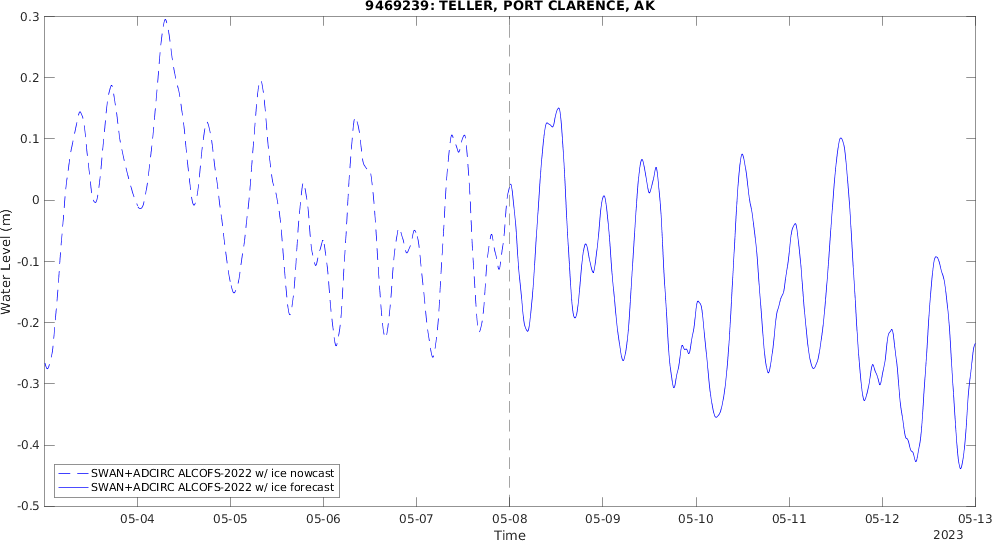 9469239: TELLER, PORT CLARENCE, AK
0.3
0.2
0.1
0
-0.1
-0.2
-0.3
-0.4
-0.5
Water Level (m)
SWAN+ADCIRC ALCOFS-2022 w/ ice nowcast
SWAN+ADCIRC ALCOFS-2022 w/ ice forecast
05-04 05-05 05-06 05-07 05-08 05-09 05-10 05-11 05-12 05-13
Time
2023